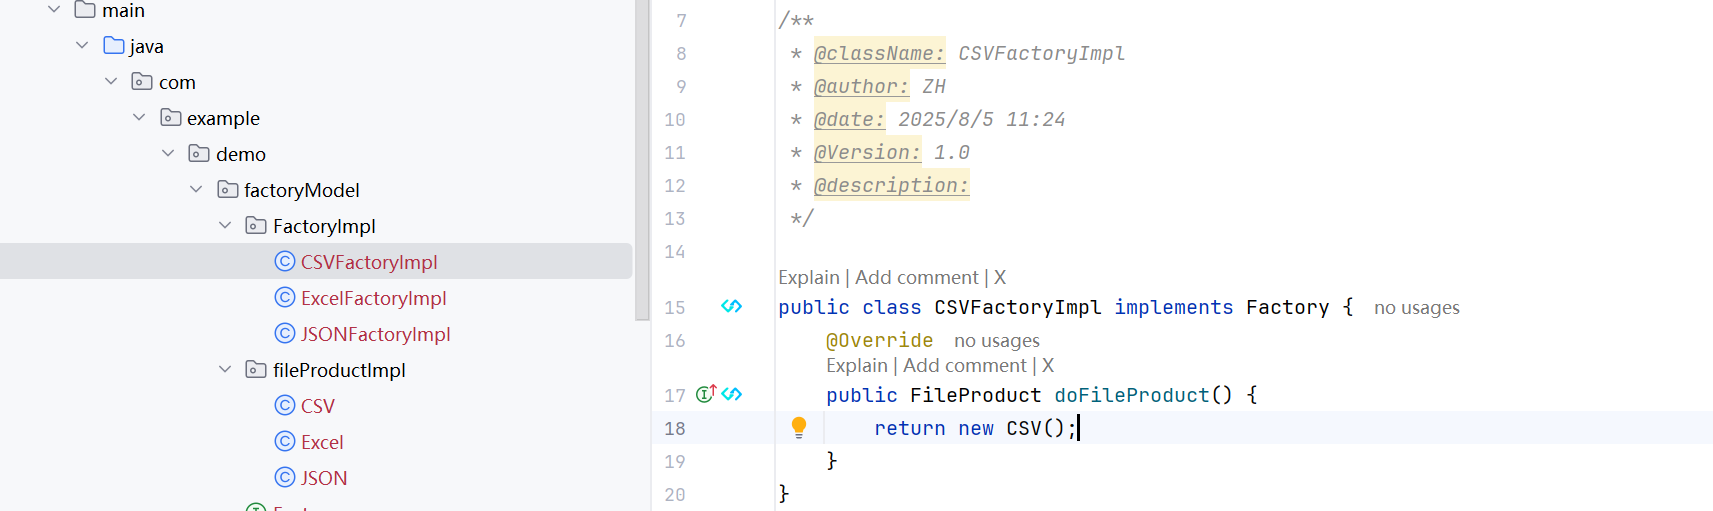 main
java
com
example
demo
factoryModel
FactoryImpl
CSVFactoryImpl
ExcelFactoryImpl
JSONFactoryImpl
fileProductImpl
CSV
Excel
JSON
7 /**
8 * @className: CSVFactoryImpl
9 * @author: ZH
10 * @date: 2025/8/5 11:24
11 * @Version: 1.0
12 * @description:
13 */
14
Explain | Add comment | X
15 public class CSVFactoryImpl implements Factory { no usages
16 @Override no usages
Explain | Add comment | X
17 public FileProduct doFileProduct() {
18 return new CSV();
19 }
20 }